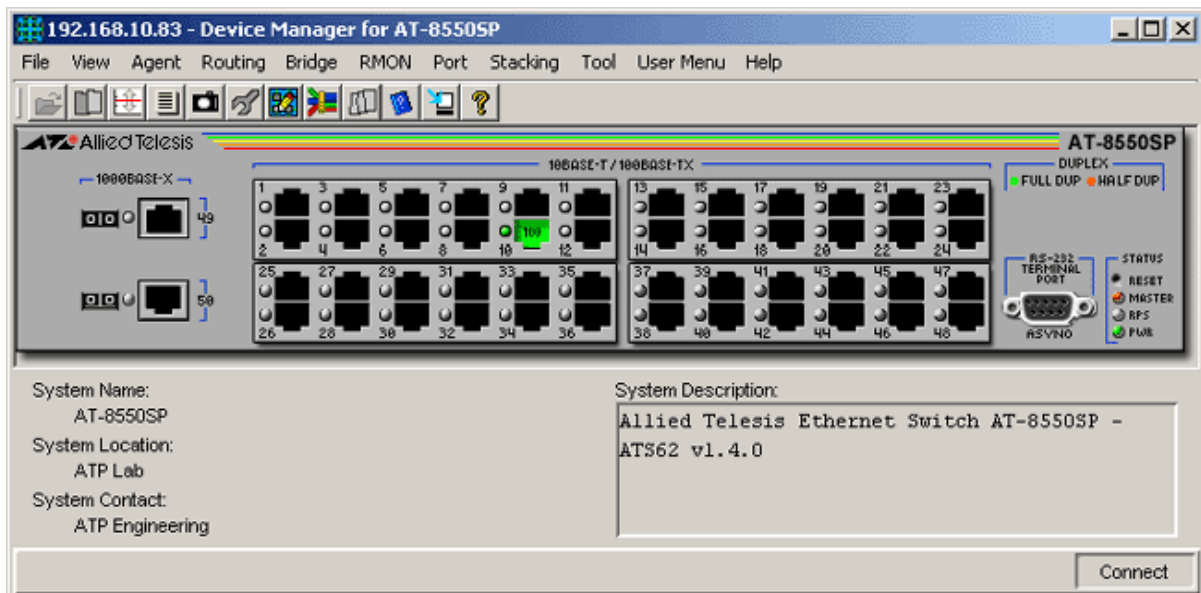 192.168.10.83 - Device Manager for AT-8550SP
File View Agent Routing Bridge RMON Port Stacking Tool User Menu Help
Allied Telesis
AT-8550SP
1000BASE-X
10BASE-T / 100BASE-TX
DUPLEX
FULL DUP HALF DUP
1 3 5 7 9 11 13 15 17 19 21 23
49
100
2 4 6 8 10 12 14 16 18 20 22 24
RS-232
TERMINAL
PORT
ASYN0
STATUS
RESET
MASTER
RPS
PWR
25 27 29 31 33 35 37 39 41 43 45 47
50
26 28 30 32 34 36 38 40 42 44 46 48
System Name:
AT-8550SP
System Location:
ATP Lab
System Contact:
ATP Engineering
System Description:
Allied Telesis Ethernet Switch AT-8550SP -
ATS62 v1.4.0
Connect